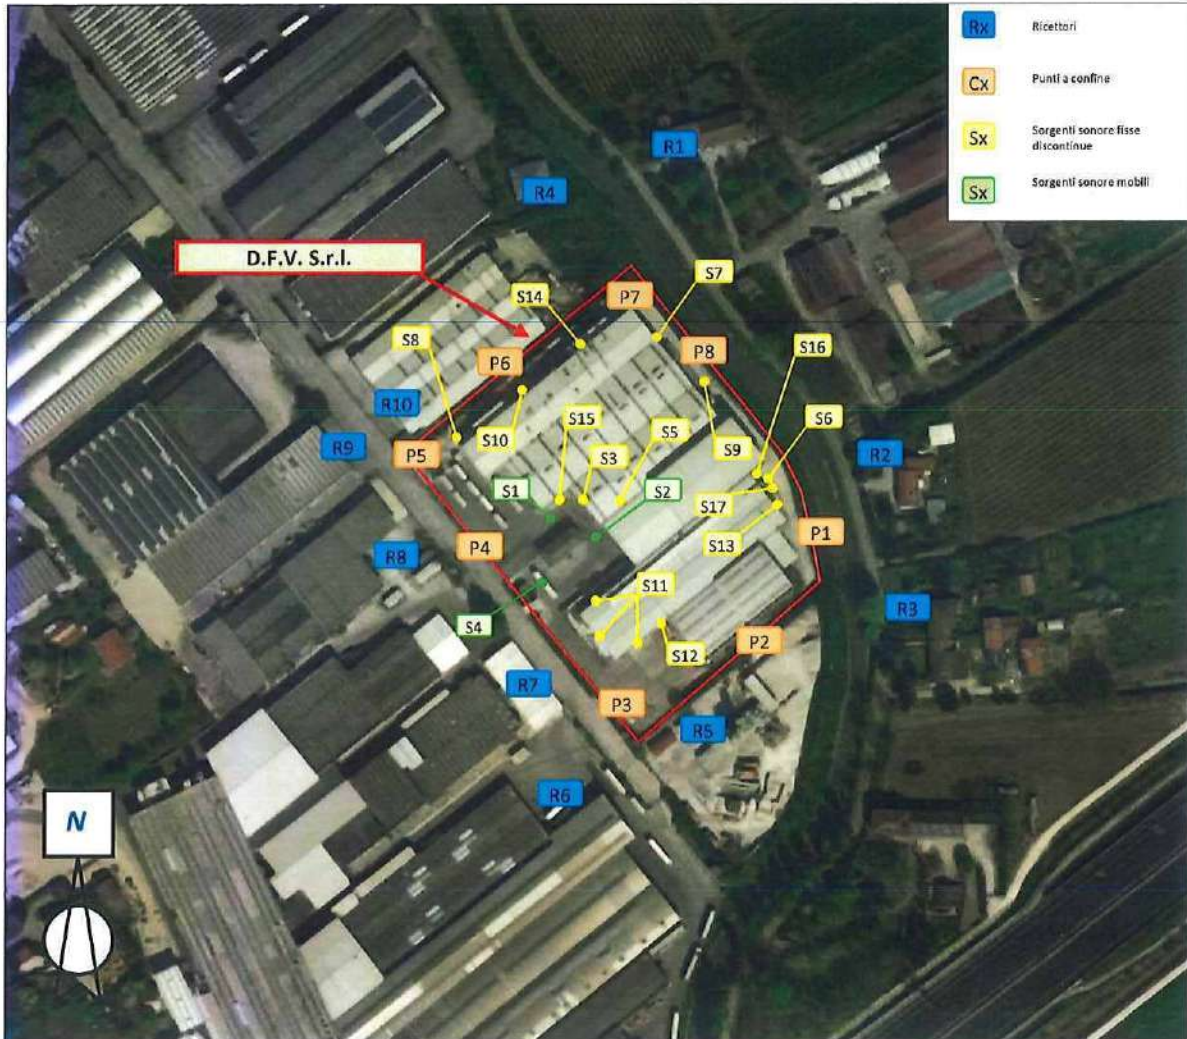 Rx Ricettori
Cx Punti a confine
Sx Sorgenti sonore fisse
discontinue
Sx Sorgenti sonore mobili
R1
R4
D.F.V. S.r.l.
S7
S14
P7
S8
P8
S16
P6
R10
S15
S6
S10
S5
S9
R9
P5
S3
R2
S1
S2
S17
P1
S13
P4
R8
S11
R3
S4
P2
S12
R7
P3
R5
R6
N